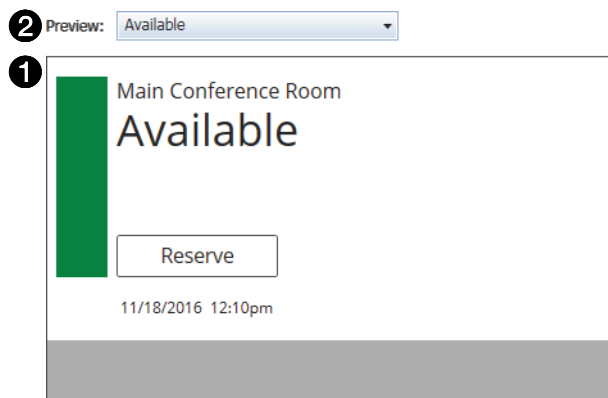 2 Preview: Available
1
Main Conference Room
Available
Reserve
11/18/2016 12:10pm